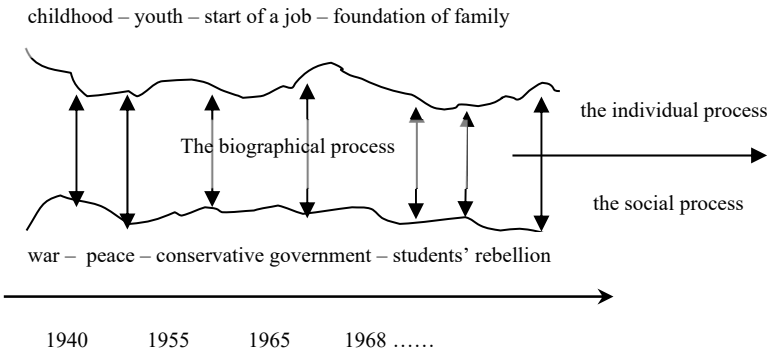 childhood – youth – start of a job – foundation of family
the individual process
The biographical process
the social process
war – peace – conservative government – students’ rebellion
1940 1955 1965 1968 ……